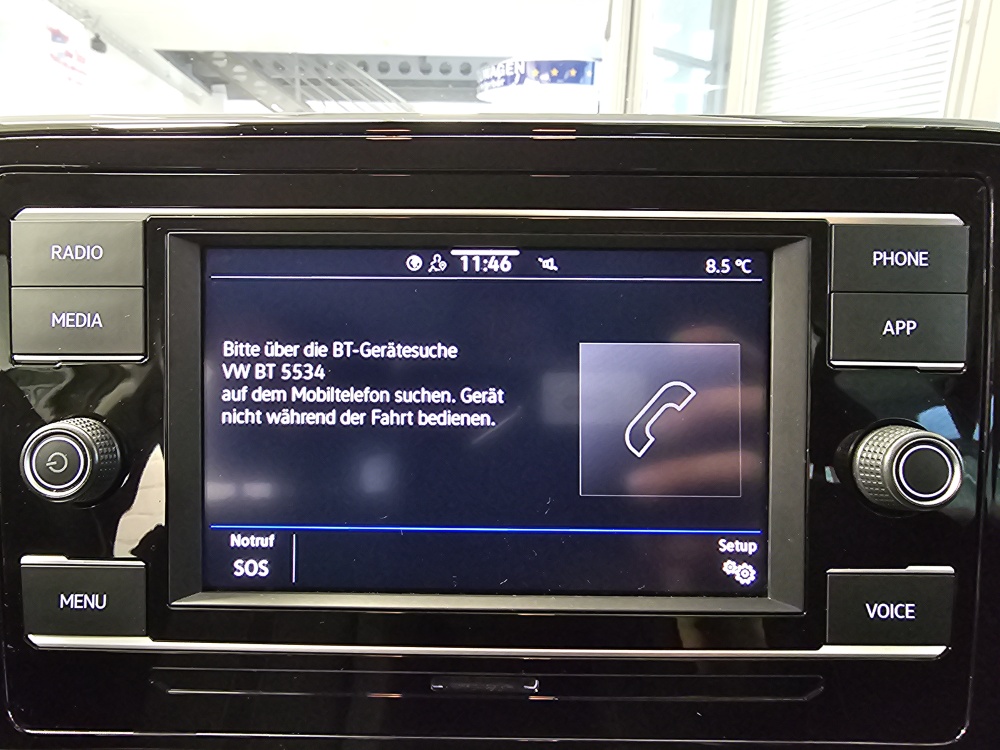 RADIO
MEDIA
MENU
11:46
8.5 °C
Bitte über die BT-Gerätesuche
VW BT 5534
auf dem Mobiltelefon suchen. Gerät
nicht während der Fahrt bedienen.
Notruf
SOS
Setup
PHONE
APP
VOICE